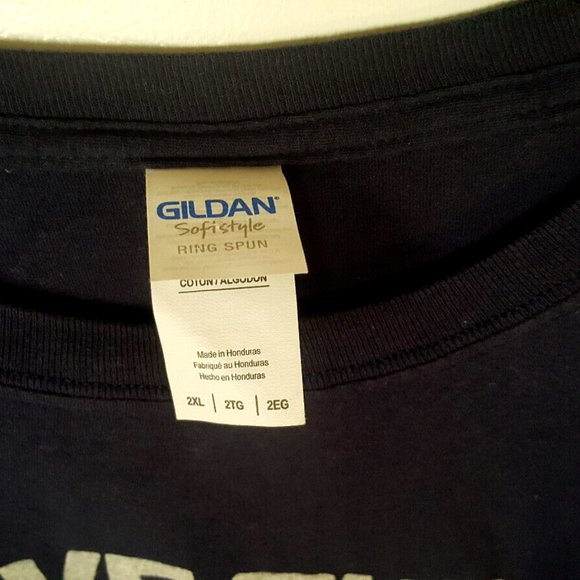 GILDAN®
Softstyle
RING SPUN
COTON / ALGODON
Made in Honduras
Fabriqué au Honduras
Hecho en Honduras
2XL | 2TG | 2EG